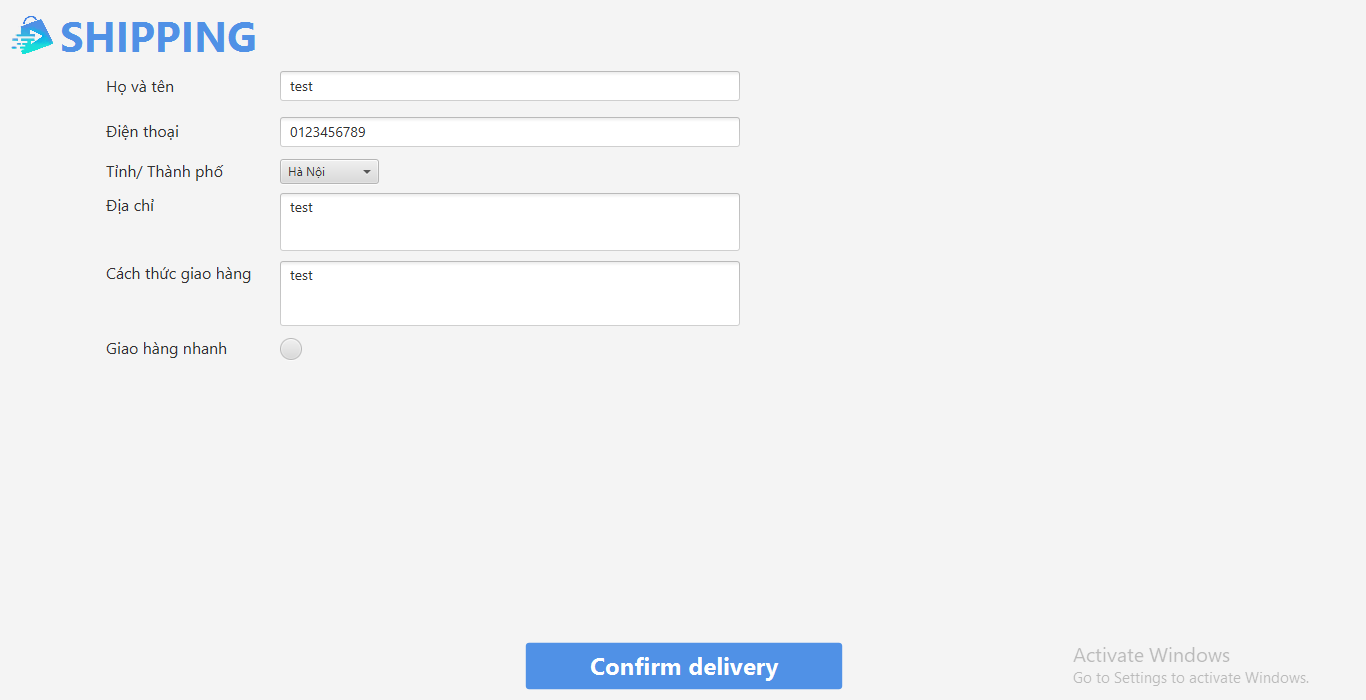 SHIPPING
Họ và tên test
Điện thoại 0123456789
Tỉnh/ Thành phố Hà Nội
Địa chỉ test
Cách thức giao hàng test
Giao hàng nhanh
Confirm delivery
Activate Windows
Go to Settings to activate Windows.